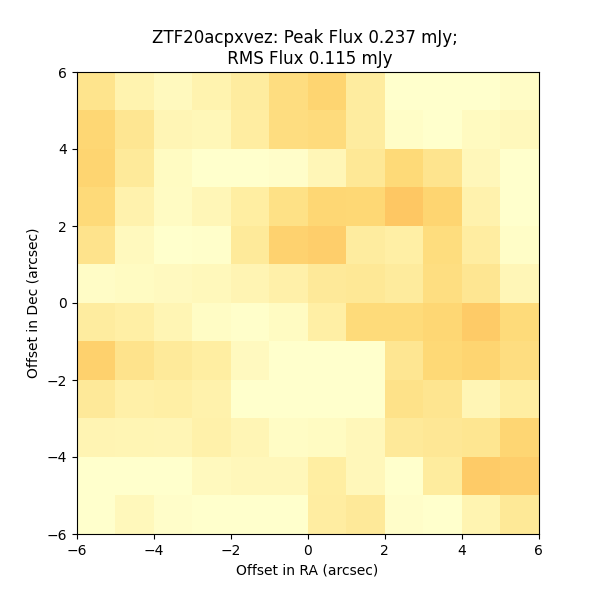 ZTF20acpxvez: Peak Flux 0.237 mJy;
RMS Flux 0.115 mJy
6
4
2
0
−2
−4
−6
Offset in Dec (arcsec)
−6 −4 −2 0 2 4 6
Offset in RA (arcsec)